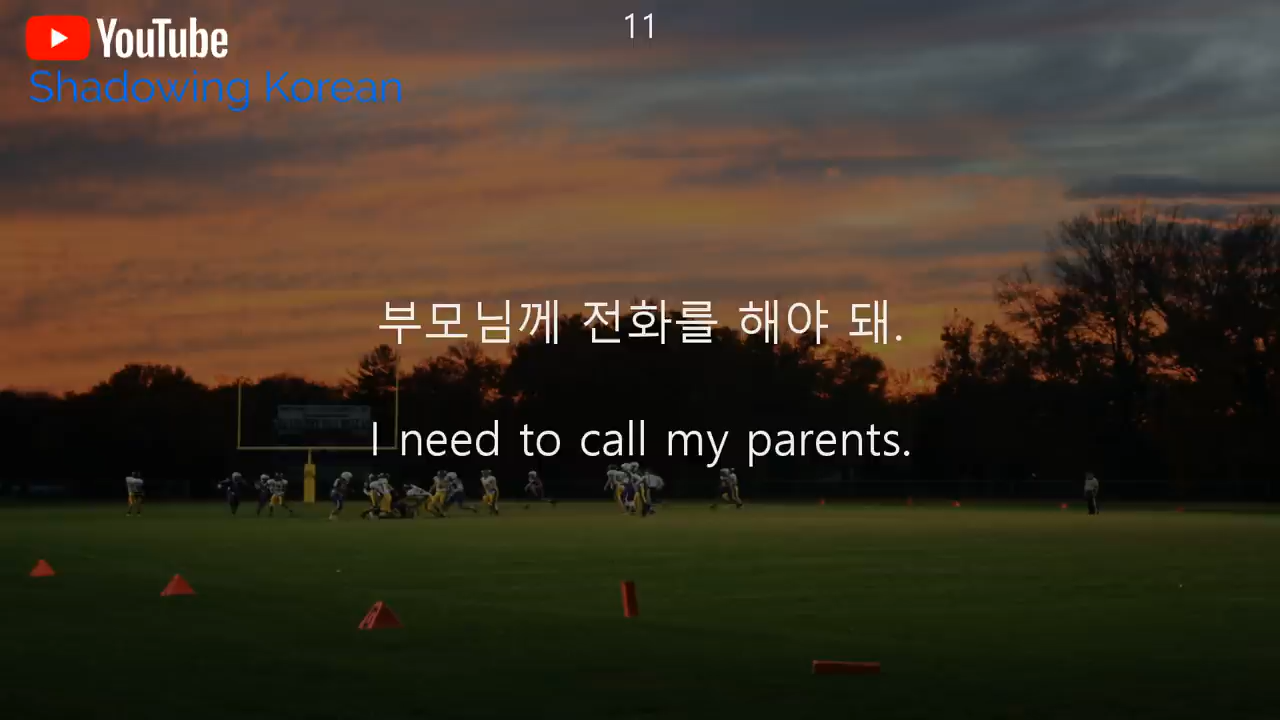 YouTube
11
Shadowing Korean
부모님께 전화를 해야 돼.
I need to call my parents.